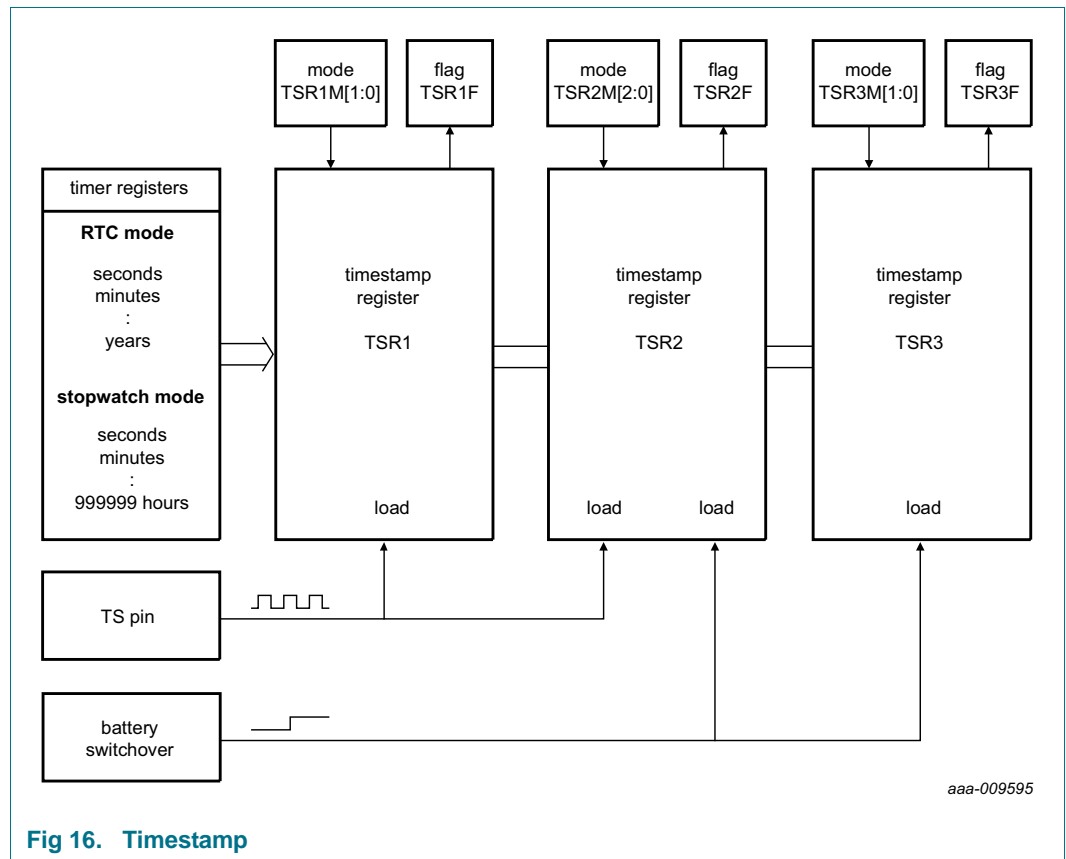 mode
TSR1M[1:0]
flag
TSR1F
mode
TSR2M[2:0]
flag
TSR2F
mode
TSR3M[1:0]
flag
TSR3F
timer registers
RTC mode
seconds
minutes
:
years
stopwatch mode
seconds
minutes
:
999999 hours
timestamp
register
TSR1
load
timestamp
register
TSR2
load
load
timestamp
register
TSR3
load
TS pin
battery
switchover
aaa-009595
Fig 16. Timestamp